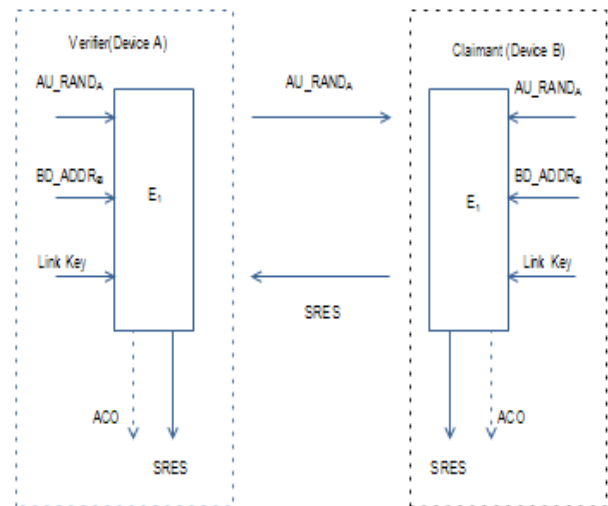 Verifier(Device A)
AU_RANDA
BD_ADDRB
E1
Link Key
ACO
SRES
AU_RANDA
SRES
Claimant (Device B)
AU_RANDA
BD_ADDRB
E1
Link Key
ACO
SRES